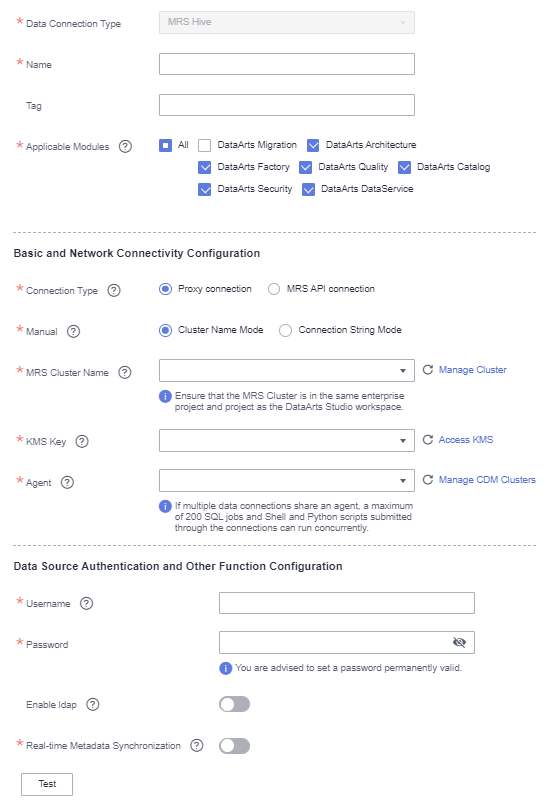 * Data Connection Type MRS Hive
* Name
Tag
* Applicable Modules ? All DataArts Migration DataArts Architecture
DataArts Factory DataArts Quality DataArts Catalog
DataArts Security DataArts DataService
Basic and Network Connectivity Configuration
* Connection Type ? Proxy connection MRS API connection
* Manual ? Cluster Name Mode Connection String Mode
* MRS Cluster Name ? Manage Cluster
i Ensure that the MRS Cluster is in the same enterprise
project and project as the DataArts Studio workspace.
* KMS Key ? Access KMS
* Agent ? Manage CDM Clusters
i If multiple data connections share an agent, a maximum
of 200 SQL jobs and Shell and Python scripts submitted
through the connections can run concurrently.
Data Source Authentication and Other Function Configuration
* Username ?
* Password
i You are advised to set a password permanently valid.
Enable ldap ?
* Real-time Metadata Synchronization ?
Test